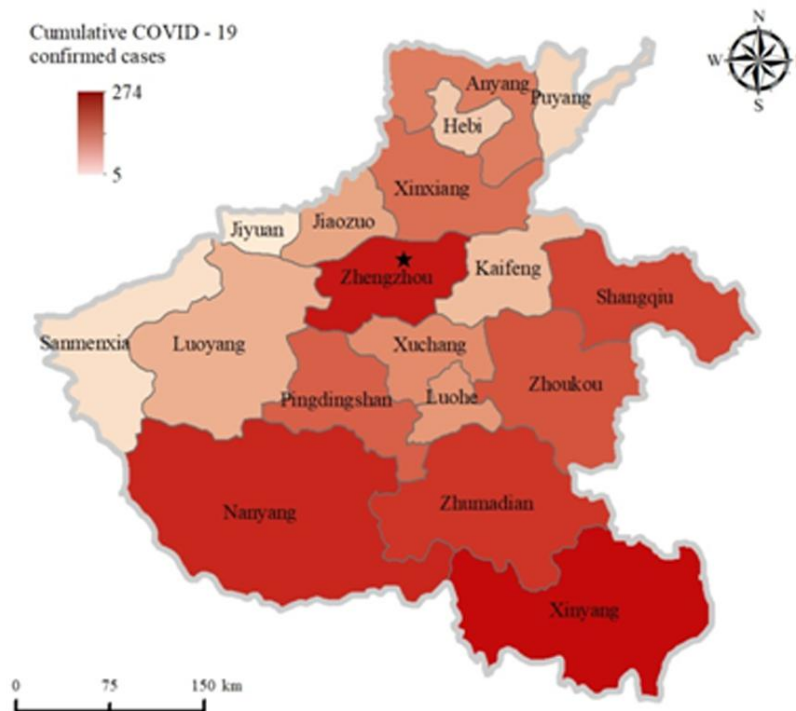 Cumulative COVID - 19
confirmed cases
274
5
N
W
E
S
Anyang
Puyang
Hebi
Xinxiang
Jiyuan
Jiaozuo
Zhengzhou
Kaifeng
Shangqiu
Sanmenxia
Luoyang
Xuchang
Zhoukou
Pingdingshan
Luohe
Nanyang
Zhumadian
Xinyang
0 75 150 km